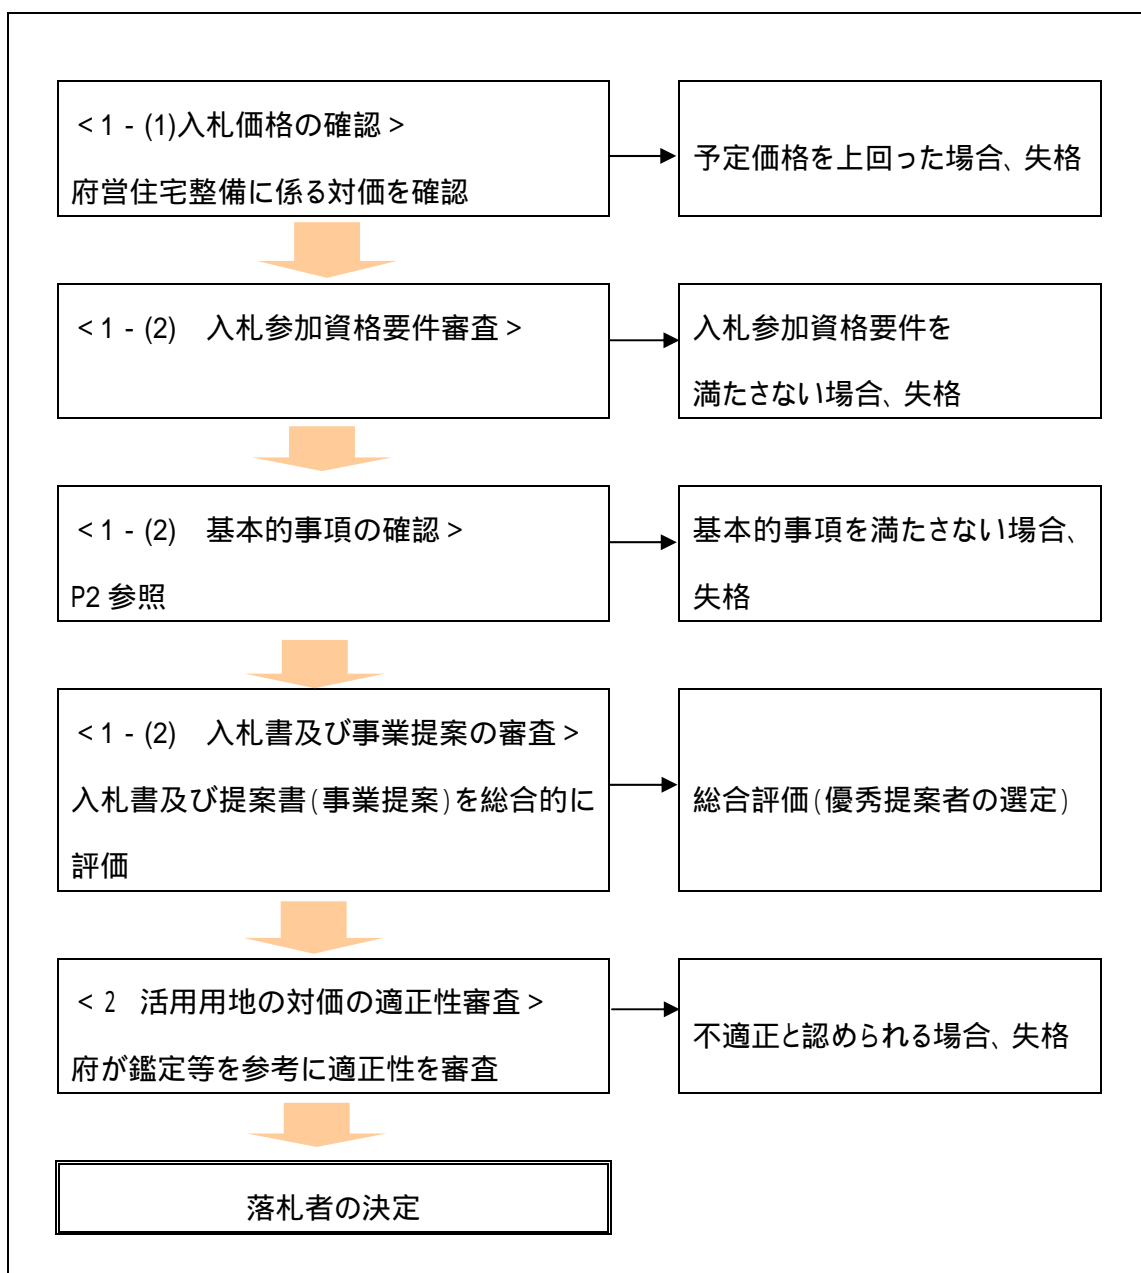 ＜1 - (1)入札価格の確認＞
府営住宅整備に係る対価を確認
予定価格を上回った場合、失格
＜1 - (2)　入札参加資格要件審査＞
入札参加資格要件を
満たさない場合、失格
＜1 - (2)　基本的事項の確認＞
P2 参照
基本的事項を満たさない場合、
失格
＜1 - (2)　入札書及び事業提案の審査＞
入札書及び提案書(事業提案)を総合的に
評価
総合評価(優秀提案者の選定)
＜2　活用用地の対価の適正性審査＞
府が鑑定等を参考に適正性を審査
不適正と認められる場合、失格
落札者の決定